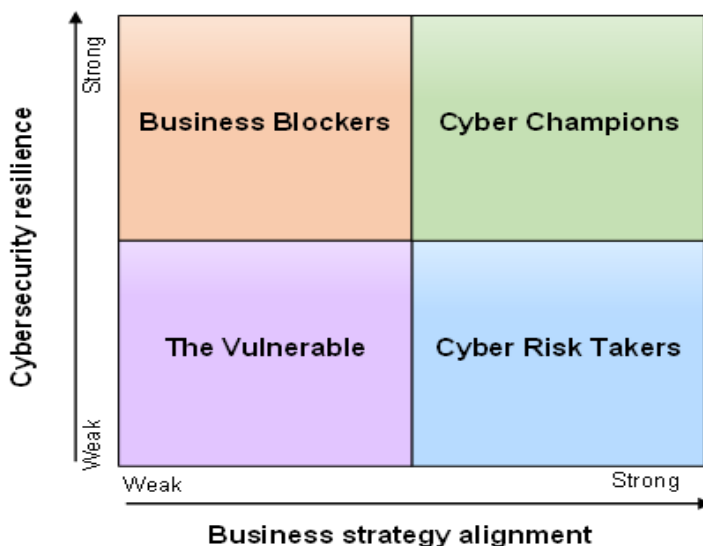 Cybersecurity resilience
Strong
Weak
Business Blockers
Cyber Champions
The Vulnerable
Cyber Risk Takers
Weak
Strong
Business strategy alignment